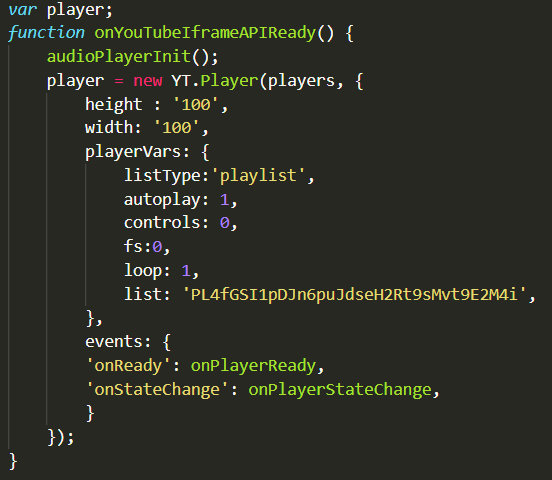 var player;
function onYouTubeIframeAPIReady() {
    audioPlayerInit();
    player = new YT.Player(players, {
        height : '100',
        width: '100',
        playerVars: {
            listType:'playlist',
            autoplay: 1,
            controls: 0,
            fs:0,
            loop: 1,
            list: 'PL4fGSI1pDJn6puJdseH2Rt9sMvt9E2M4i',
        },
        events: {
        'onReady': onPlayerReady,
        'onStateChange': onPlayerStateChange,
        }
    });
}